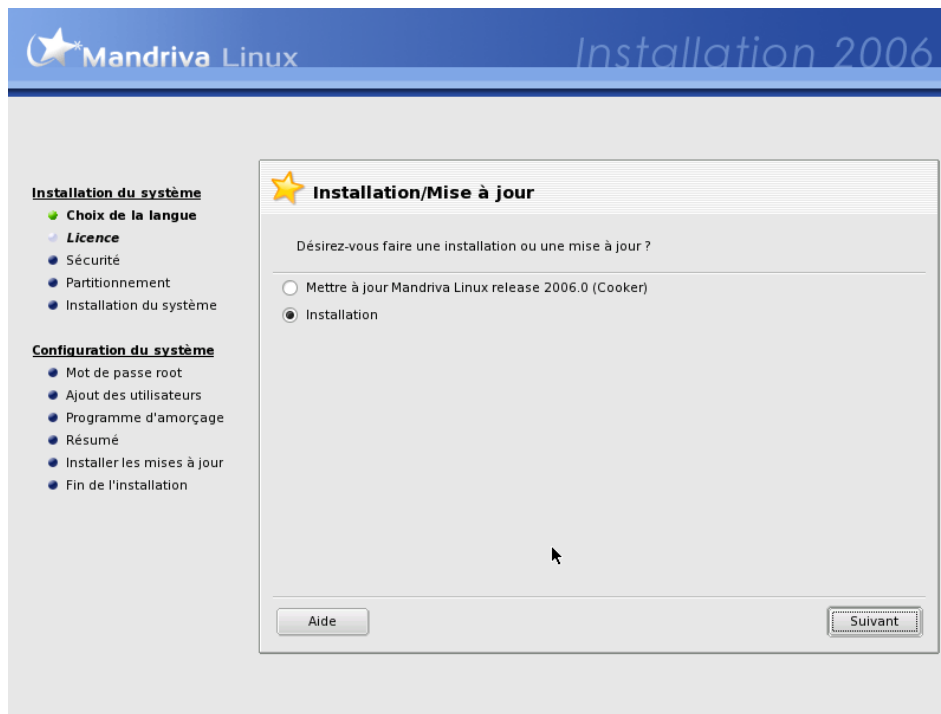 Mandriva Linux
Installation 2006
Installation du système
Choix de la langue
Licence
Sécurité
Partitionnement
Installation du système
Configuration du système
Mot de passe root
Ajout des utilisateurs
Programme d'amorçage
Résumé
Installer les mises à jour
Fin de l'installation
Installation/Mise à jour
Désirez-vous faire une installation ou une mise à jour ?
Mettre à jour Mandriva Linux release 2006.0 (Cooker)
Installation
Aide
Suivant